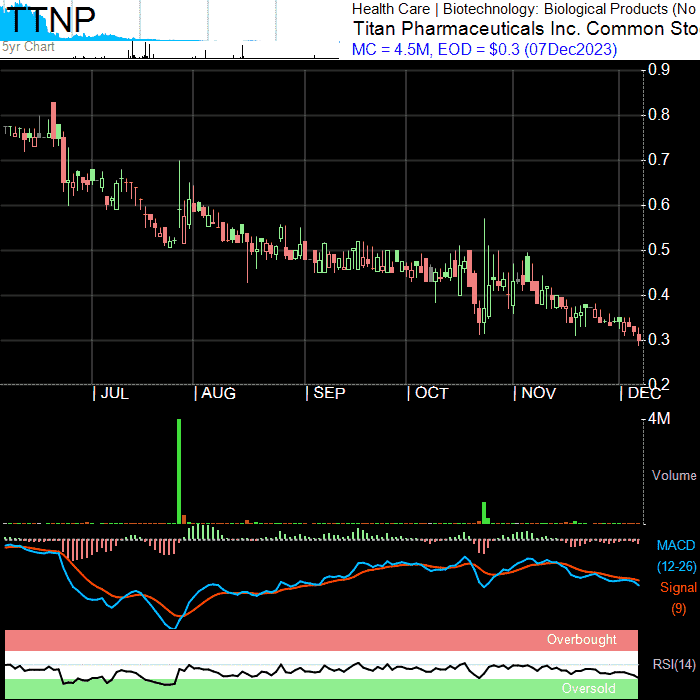 TTNP
5yr Chart
Health Care | Biotechnology: Biological Products (No
Titan Pharmaceuticals Inc. Common Sto
MC = 4.5M, EOD = $0.3 (07Dec2023)
0.9
0.8
0.7
0.6
0.5
0.4
0.3
0.2
| JUL | AUG | SEP | OCT | NOV | DEC
4M
Volume
MACD
(12-26)
Signal
(9)
Overbought
RSI(14)
Oversold